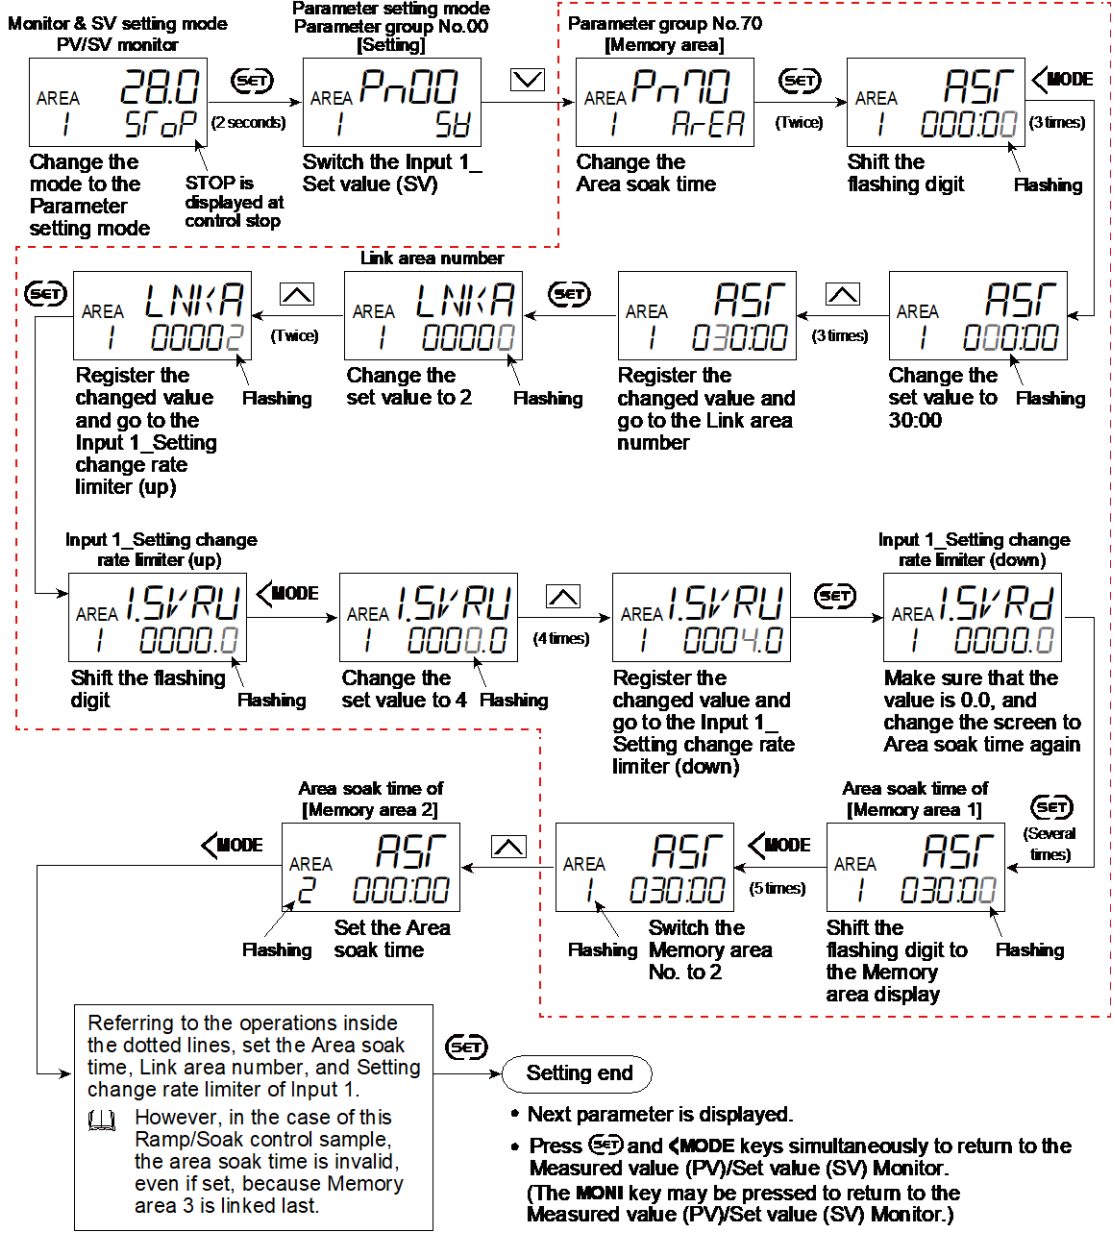 Monitor & SV setting mode
PV/SV monitor
AREA 28.0
1 SToP
Change the
mode to the
Parameter
setting mode
STOP is
displayed at
control stop
SET
(2 seconds)
Parameter setting mode
Parameter group No.00
[Setting]
AREA Pn00
1 SV
Switch the Input 1_
Set value (SV)
Parameter group No.70
[Memory area]
AREA Pn70
1 ArEA
Change the
Area soak time
SET
(Twice)
AREA AST
1 000:00
Shift the
flashing digit
Flashing
<MODE
(3 times)
AREA AST
1 000:00
Change the
set value to
30:00
Flashing
(3 times)
AREA AST
1 030:00
Register the
changed value and
go to the Link area
number
SET
Link area number
AREA LNKA
1 00000
Change the
set value to 2
Flashing
(Twice)
AREA LNKA
1 00002
Register the
changed value
and go to the
Input 1_Setting
change rate
limiter (up)
Flashing
SET
Input 1_Setting change
rate limiter (up)
AREA 1.SVRU
1 0000.0
Shift the flashing
digit
Flashing
<MODE
AREA 1.SVRU
1 0000.0
Change the
set value to 4
Flashing
(4 times)
AREA 1.SVRU
1 0004.0
Register the
changed value and
go to the Input 1_
Setting change rate
limiter (down)
SET
Input 1_Setting change
rate limiter (down)
AREA 1.SVRd
1 0000.0
Make sure that the
value is 0.0, and
change the screen to
Area soak time again
SET
(Several
times)
Area soak time of
[Memory area 1]
AREA AST
1 030:00
Shift the
flashing digit to
the Memory
area display
Flashing
<MODE
(5 times)
AREA AST
1 030:00
Flashing
Switch the
Memory area
No. to 2
Area soak time of
[Memory area 2]
AREA AST
2 000:00
Flashing
Set the Area
soak time
<MODE
Referring to the operations inside
the dotted lines, set the Area soak
time, Link area number, and Setting
change rate limiter of Input 1.
However, in the case of this
Ramp/Soak control sample,
the area soak time is invalid,
even if set, because Memory
area 3 is linked last.
SET
Setting end
• Next parameter is displayed.
• Press SET and <MODE keys simultaneously to return to the
Measured value (PV)/Set value (SV) Monitor.
(The MONI key may be pressed to return to the
Measured value (PV)/Set value (SV) Monitor.)